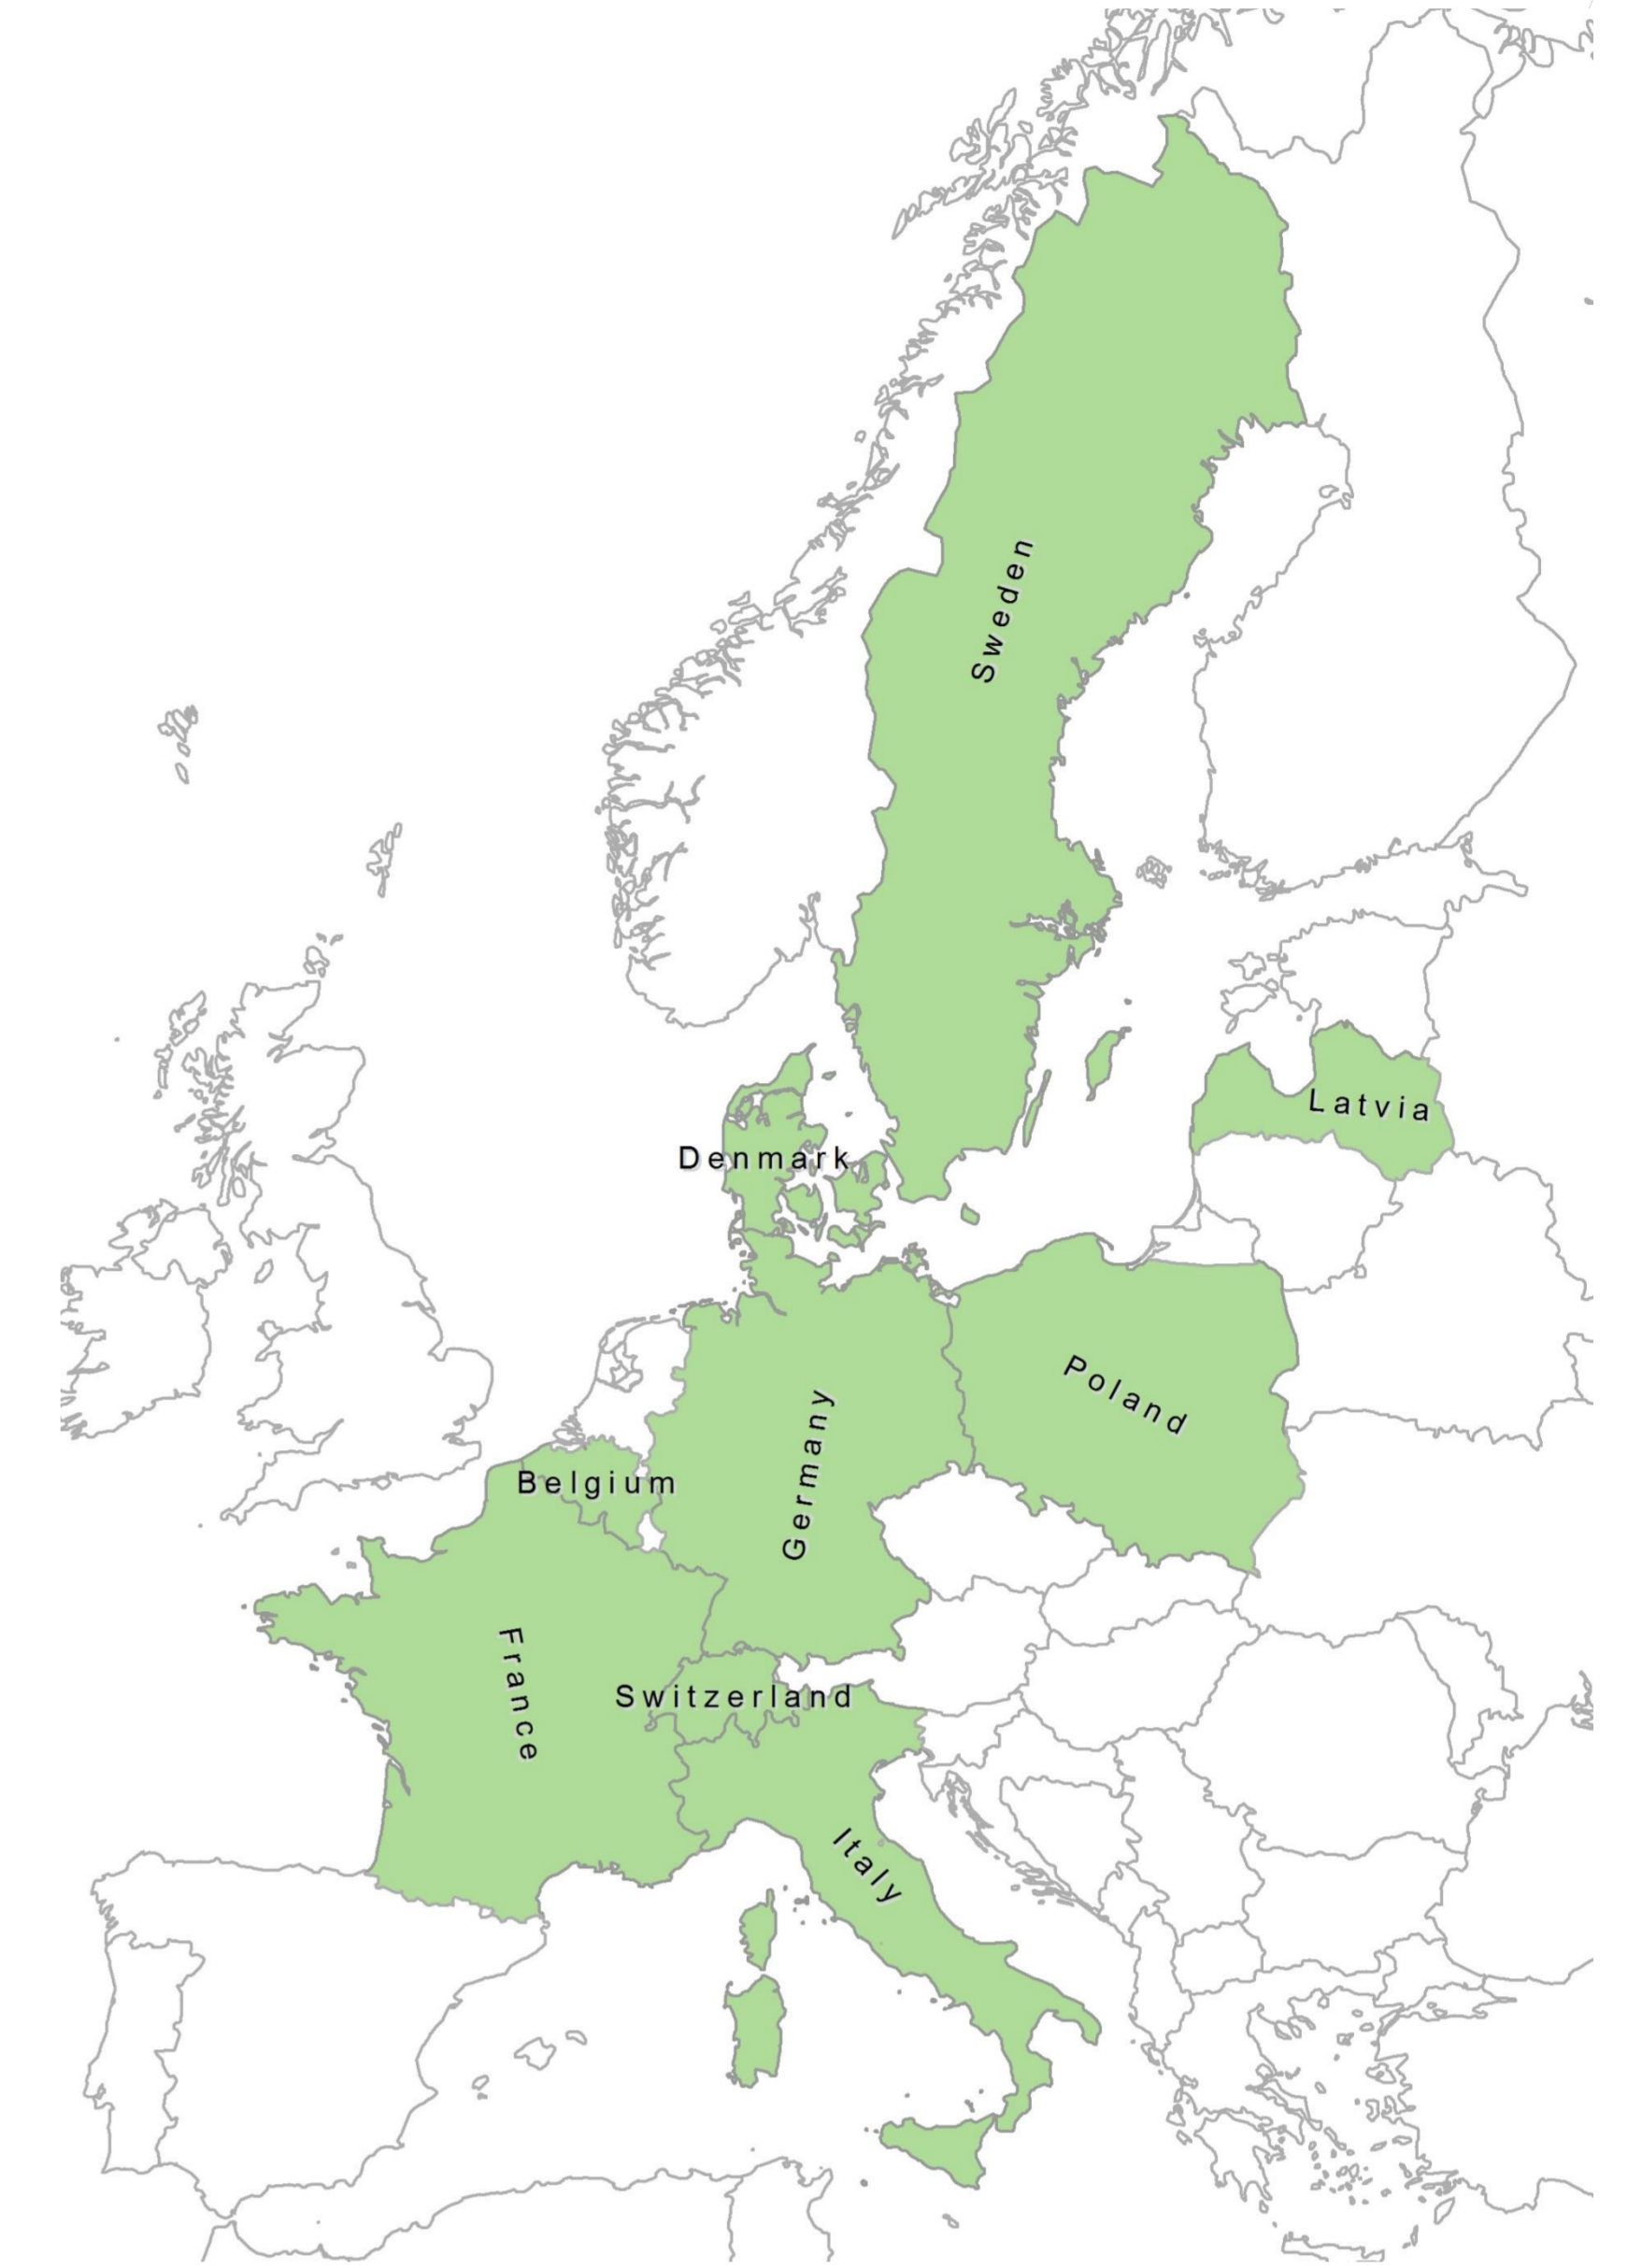 Sweden
Latvia
Denmark
Poland
Germany
Belgium
France
Switzerland
Italy